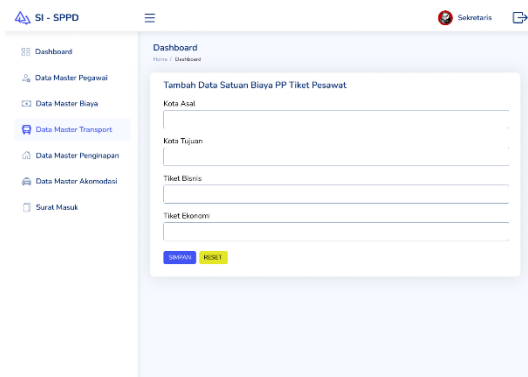 SI - SPPD
Sekretaris
Dashboard
Data Master Pegawai
Data Master Biaya
Data Master Transport
Data Master Penginapan
Data Master Akomodasi
Surat Masuk
Dashboard
Home / Dashboard
Tambah Data Satuan Biaya PP Tiket Pesawat
Kota Asal
Kota Tujuan
Tiket Bisnis
Tiket Ekonomi
SIMPAN RESET